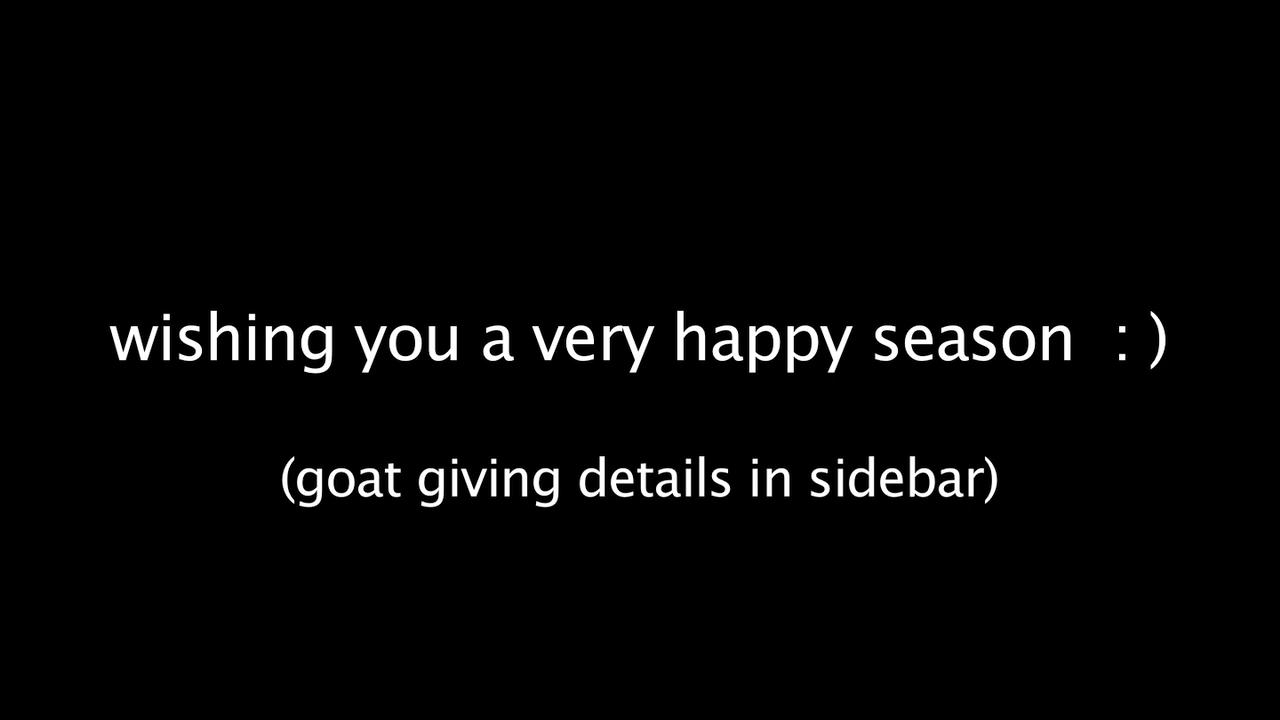 wishing you a very happy season  : )
(goat giving details in sidebar)